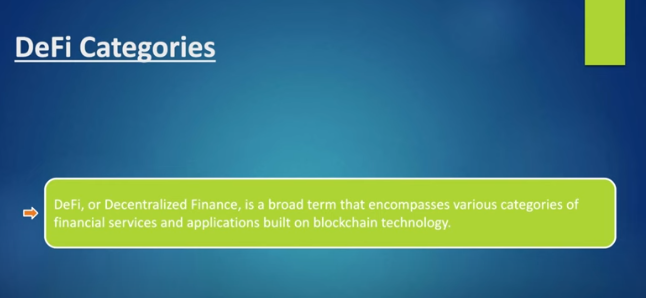 DeFi Categories
DeFi, or Decentralized Finance, is a broad term that encompasses various categories of
financial services and applications built on blockchain technology.